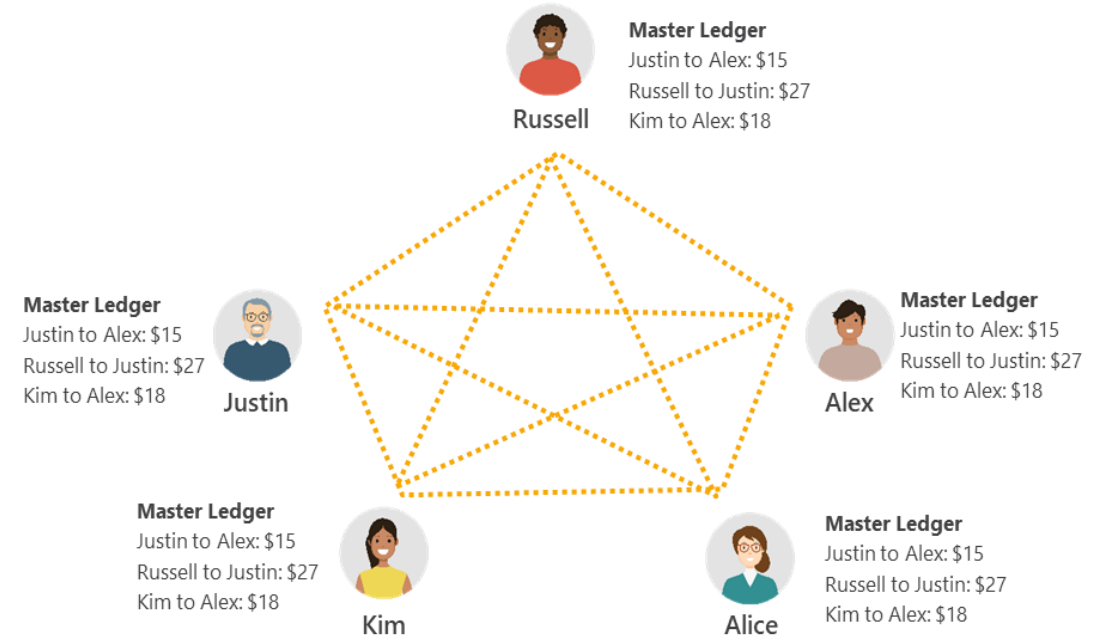 Master Ledger
Justin to Alex: $15
Russell to Justin: $27
Kim to Alex: $18
Russell
Master Ledger
Justin to Alex: $15
Russell to Justin: $27
Kim to Alex: $18
Justin
Master Ledger
Justin to Alex: $15
Russell to Justin: $27
Kim to Alex: $18
Alex
Master Ledger
Justin to Alex: $15
Russell to Justin: $27
Kim to Alex: $18
Kim
Master Ledger
Justin to Alex: $15
Russell to Justin: $27
Kim to Alex: $18
Alice